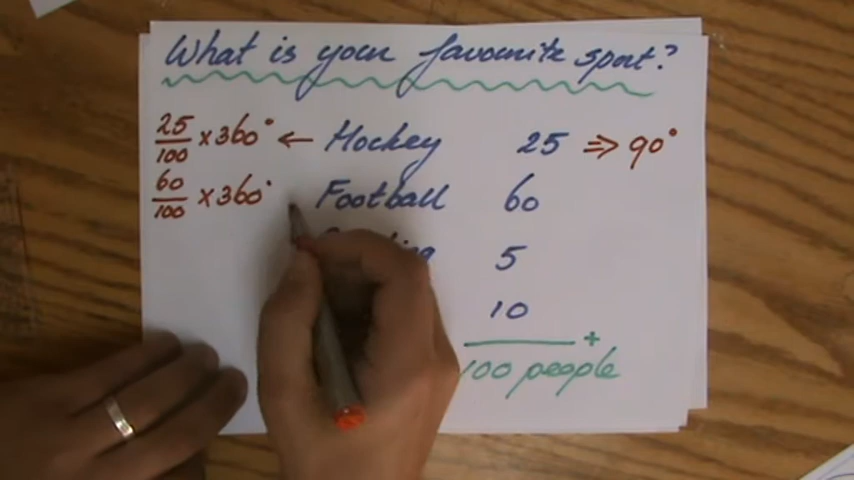 What is your favourite sport?
25/100 x 360° ← Hockey 25 ⇒ 90°
60/100 x 360° Football 60
5
10
+
100 people